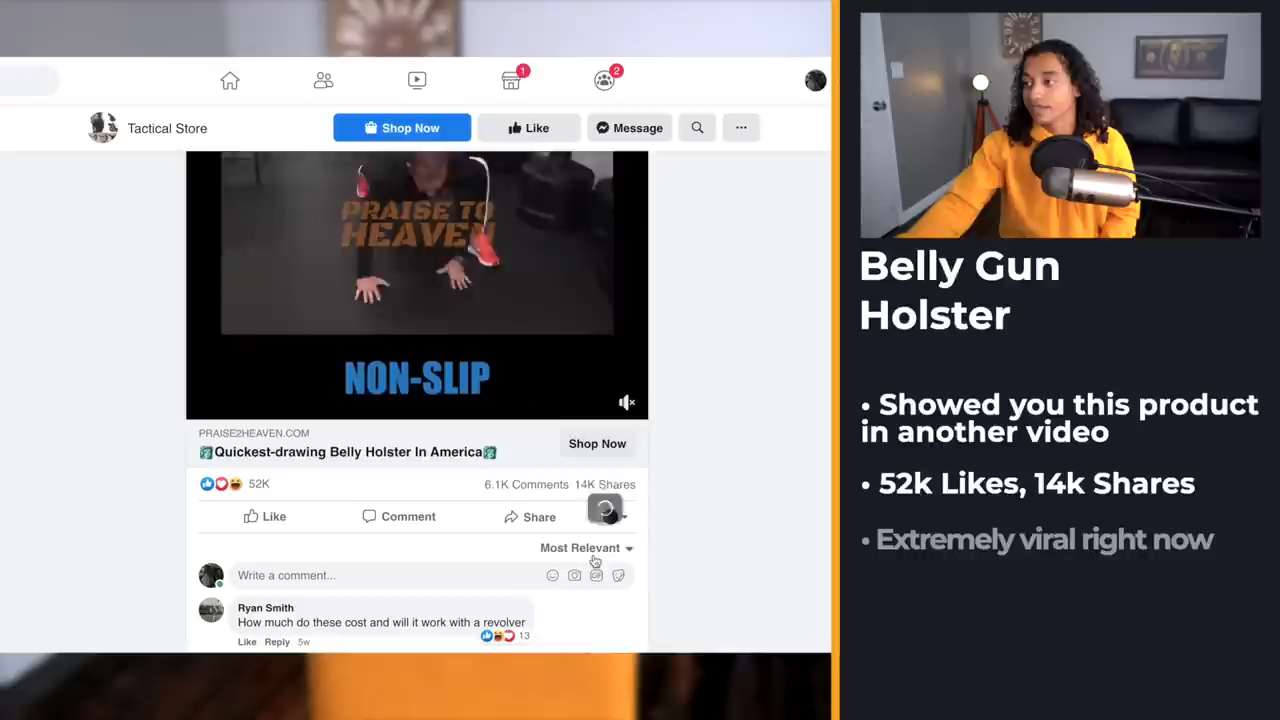 1
2
Tactical Store
Shop Now
Like
Message
PRAISE TO
HEAVEN
NON-SLIP
PRAISE2HEAVEN.COM
Quickest-drawing Belly Holster In America
Shop Now
52K
6.1K Comments 14K Shares
Like
Comment
Share
Most Relevant
Write a comment...
GIF
Ryan Smith
How much do these cost and will it work with a revolver
13
Like Reply 5w
Belly Gun
Holster
• Showed you this product
in another video
• 52k Likes, 14k Shares
• Extremely viral right now